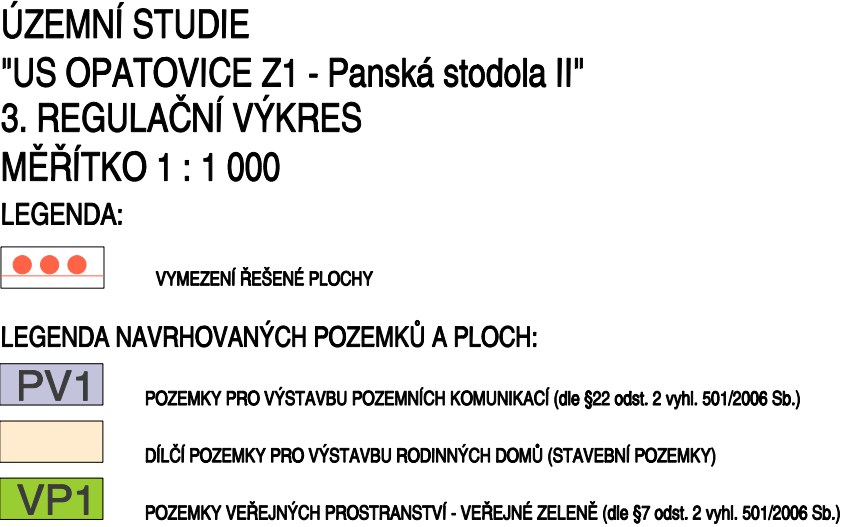 ÚZEMNÍ STUDIE
"US OPATOVICE Z1 - Panská stodola II"
3. REGULAČNÍ VÝKRES
MĚŘÍTKO 1 : 1 000
LEGENDA:
VYMEZENÍ ŘEŠENÉ PLOCHY
LEGENDA NAVRHOVANÝCH POZEMKŮ A PLOCH:
PV1 POZEMKY PRO VÝSTAVBU POZEMNÍCH KOMUNIKACÍ (dle §22 odst. 2 vyhl. 501/2006 Sb.)
DÍLČÍ POZEMKY PRO VÝSTAVBU RODINNÝCH DOMŮ (STAVEBNÍ POZEMKY)
VP1 POZEMKY VEŘEJNÝCH PROSTRANSTVÍ - VEŘEJNÉ ZELENĚ (dle §7 odst. 2 vyhl. 501/2006 Sb.)